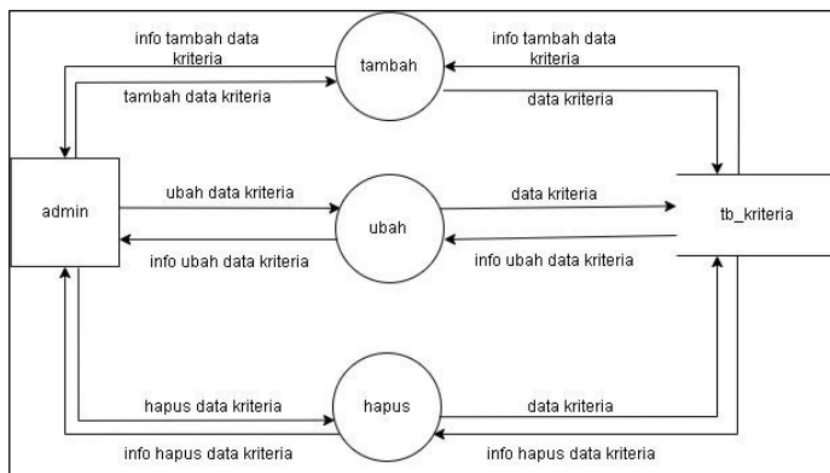 info tambah data
kriteria
tambah
info tambah data
kriteria
tambah data kriteria
data kriteria
admin
ubah data kriteria
ubah
data kriteria
tb_kriteria
info ubah data kriteria
info ubah data kriteria
hapus data kriteria
hapus
data kriteria
info hapus data kriteria
info hapus data kriteria